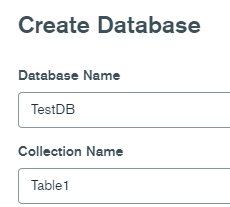 Create Database
Database Name
TestDB
Collection Name
Table1